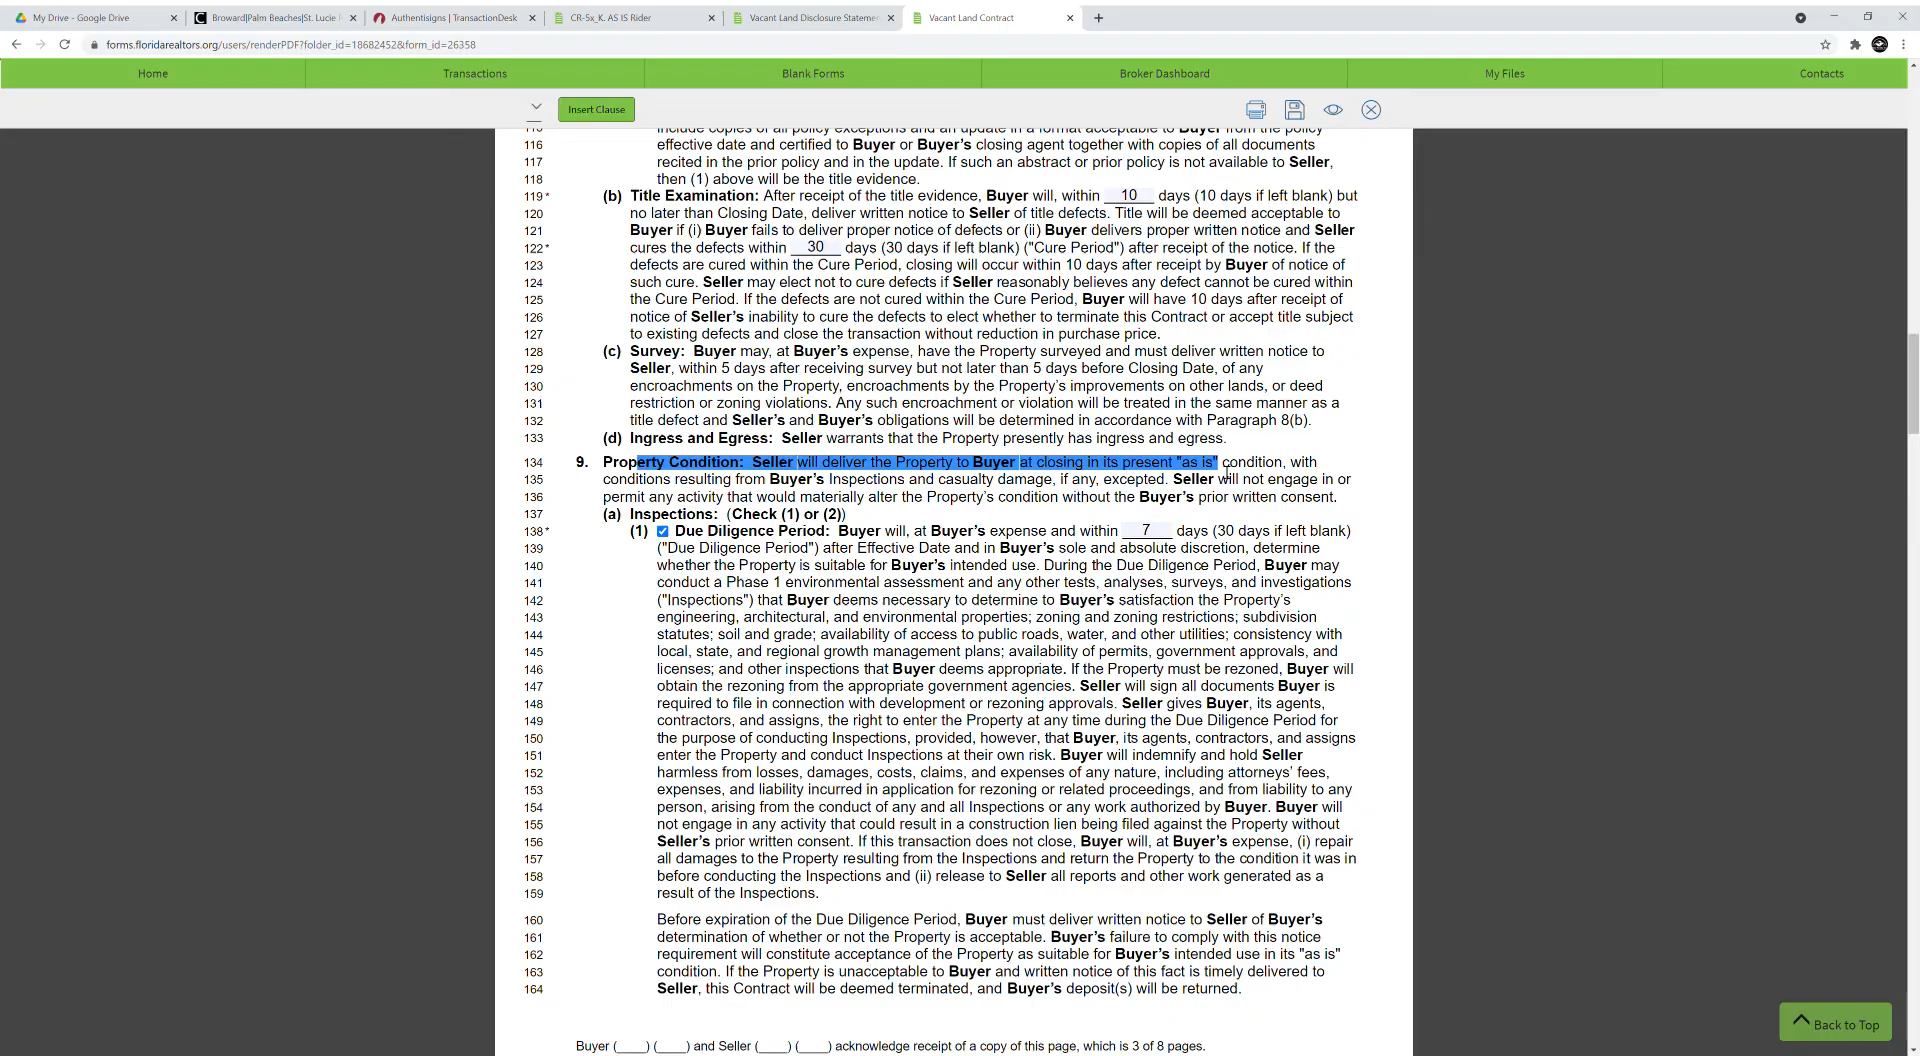 My Drive - Google Drive
Broward|Palm Beaches|St. Lucie
Authentisigns | TransactionDesk
CR-5x_K. AS IS Rider
Vacant Land Disclosure Statemen
Vacant Land Contract
forms.floridarealtors.org/users/renderPDF?folder_id=18682452&form_id=26358
Home Transactions Blank Forms Broker Dashboard My Files Contacts
Insert Clause
115 include copies of all policy exceptions and an update in a format acceptable to Buyer from the policy
116 effective date and certified to Buyer or Buyer's closing agent together with copies of all documents
117 recited in the prior policy and in the update. If such an abstract or prior policy is not available to Seller,
118 then (1) above will be the title evidence.
119* (b) Title Examination: After receipt of the title evidence, Buyer will, within 10 days (10 days if left blank) but
120 no later than Closing Date, deliver written notice to Seller of title defects. Title will be deemed acceptable to
121 Buyer if (i) Buyer fails to deliver proper notice of defects or (ii) Buyer delivers proper written notice and Seller
122* cures the defects within 30 days (30 days if left blank) ("Cure Period") after receipt of the notice. If the
123 defects are cured within the Cure Period, closing will occur within 10 days after receipt by Buyer of notice of
124 such cure. Seller may elect not to cure defects if Seller reasonably believes any defect cannot be cured within
125 the Cure Period. If the defects are not cured within the Cure Period, Buyer will have 10 days after receipt of
126 notice of Seller's inability to cure the defects to elect whether to terminate this Contract or accept title subject
127 to existing defects and close the transaction without reduction in purchase price.
128 (c) Survey: Buyer may, at Buyer's expense, have the Property surveyed and must deliver written notice to
129 Seller, within 5 days after receiving survey but not later than 5 days before Closing Date, of any
130 encroachments on the Property, encroachments by the Property's improvements on other lands, or deed
131 restriction or zoning violations. Any such encroachment or violation will be treated in the same manner as a
132 title defect and Seller's and Buyer's obligations will be determined in accordance with Paragraph 8(b).
133 (d) Ingress and Egress: Seller warrants that the Property presently has ingress and egress.
134 9. Property Condition: Seller will deliver the Property to Buyer at closing in its present "as is" condition, with
135 conditions resulting from Buyer's Inspections and casualty damage, if any, excepted. Seller will not engage in or
136 permit any activity that would materially alter the Property's condition without the Buyer's prior written consent.
137 (a) Inspections: (Check (1) or (2))
138* (1) Due Diligence Period: Buyer will, at Buyer's expense and within 7 days (30 days if left blank)
139 ("Due Diligence Period") after Effective Date and in Buyer's sole and absolute discretion, determine
140 whether the Property is suitable for Buyer's intended use. During the Due Diligence Period, Buyer may
141 conduct a Phase 1 environmental assessment and any other tests, analyses, surveys, and investigations
142 ("Inspections") that Buyer deems necessary to determine to Buyer's satisfaction the Property's
143 engineering, architectural, and environmental properties; zoning and zoning restrictions; subdivision
144 statutes; soil and grade; availability of access to public roads, water, and other utilities; consistency with
145 local, state, and regional growth management plans; availability of permits, government approvals, and
146 licenses; and other inspections that Buyer deems appropriate. If the Property must be rezoned, Buyer will
147 obtain the rezoning from the appropriate government agencies. Seller will sign all documents Buyer is
148 required to file in connection with development or rezoning approvals. Seller gives Buyer, its agents,
149 contractors, and assigns, the right to enter the Property at any time during the Due Diligence Period for
150 the purpose of conducting Inspections, provided, however, that Buyer, its agents, contractors, and assigns
151 enter the Property and conduct Inspections at their own risk. Buyer will indemnify and hold Seller
152 harmless from losses, damages, costs, claims, and expenses of any nature, including attorneys' fees,
153 expenses, and liability incurred in application for rezoning or related proceedings, and from liability to any
154 person, arising from the conduct of any and all Inspections or any work authorized by Buyer. Buyer will
155 not engage in any activity that could result in a construction lien being filed against the Property without
156 Seller's prior written consent. If this transaction does not close, Buyer will, at Buyer's expense, (i) repair
157 all damages to the Property resulting from the Inspections and return the Property to the condition it was in
158 before conducting the Inspections and (ii) release to Seller all reports and other work generated as a
159 result of the Inspections.
160 Before expiration of the Due Diligence Period, Buyer must deliver written notice to Seller of Buyer's
161 determination of whether or not the Property is acceptable. Buyer's failure to comply with this notice
162 requirement will constitute acceptance of the Property as suitable for Buyer's intended use in its "as is"
163 condition. If the Property is unacceptable to Buyer and written notice of this fact is timely delivered to
164 Seller, this Contract will be deemed terminated, and Buyer's deposit(s) will be returned.
Back to Top
Buyer (____) (____) and Seller (____) (____) acknowledge receipt of a copy of this page, which is 3 of 8 pages.